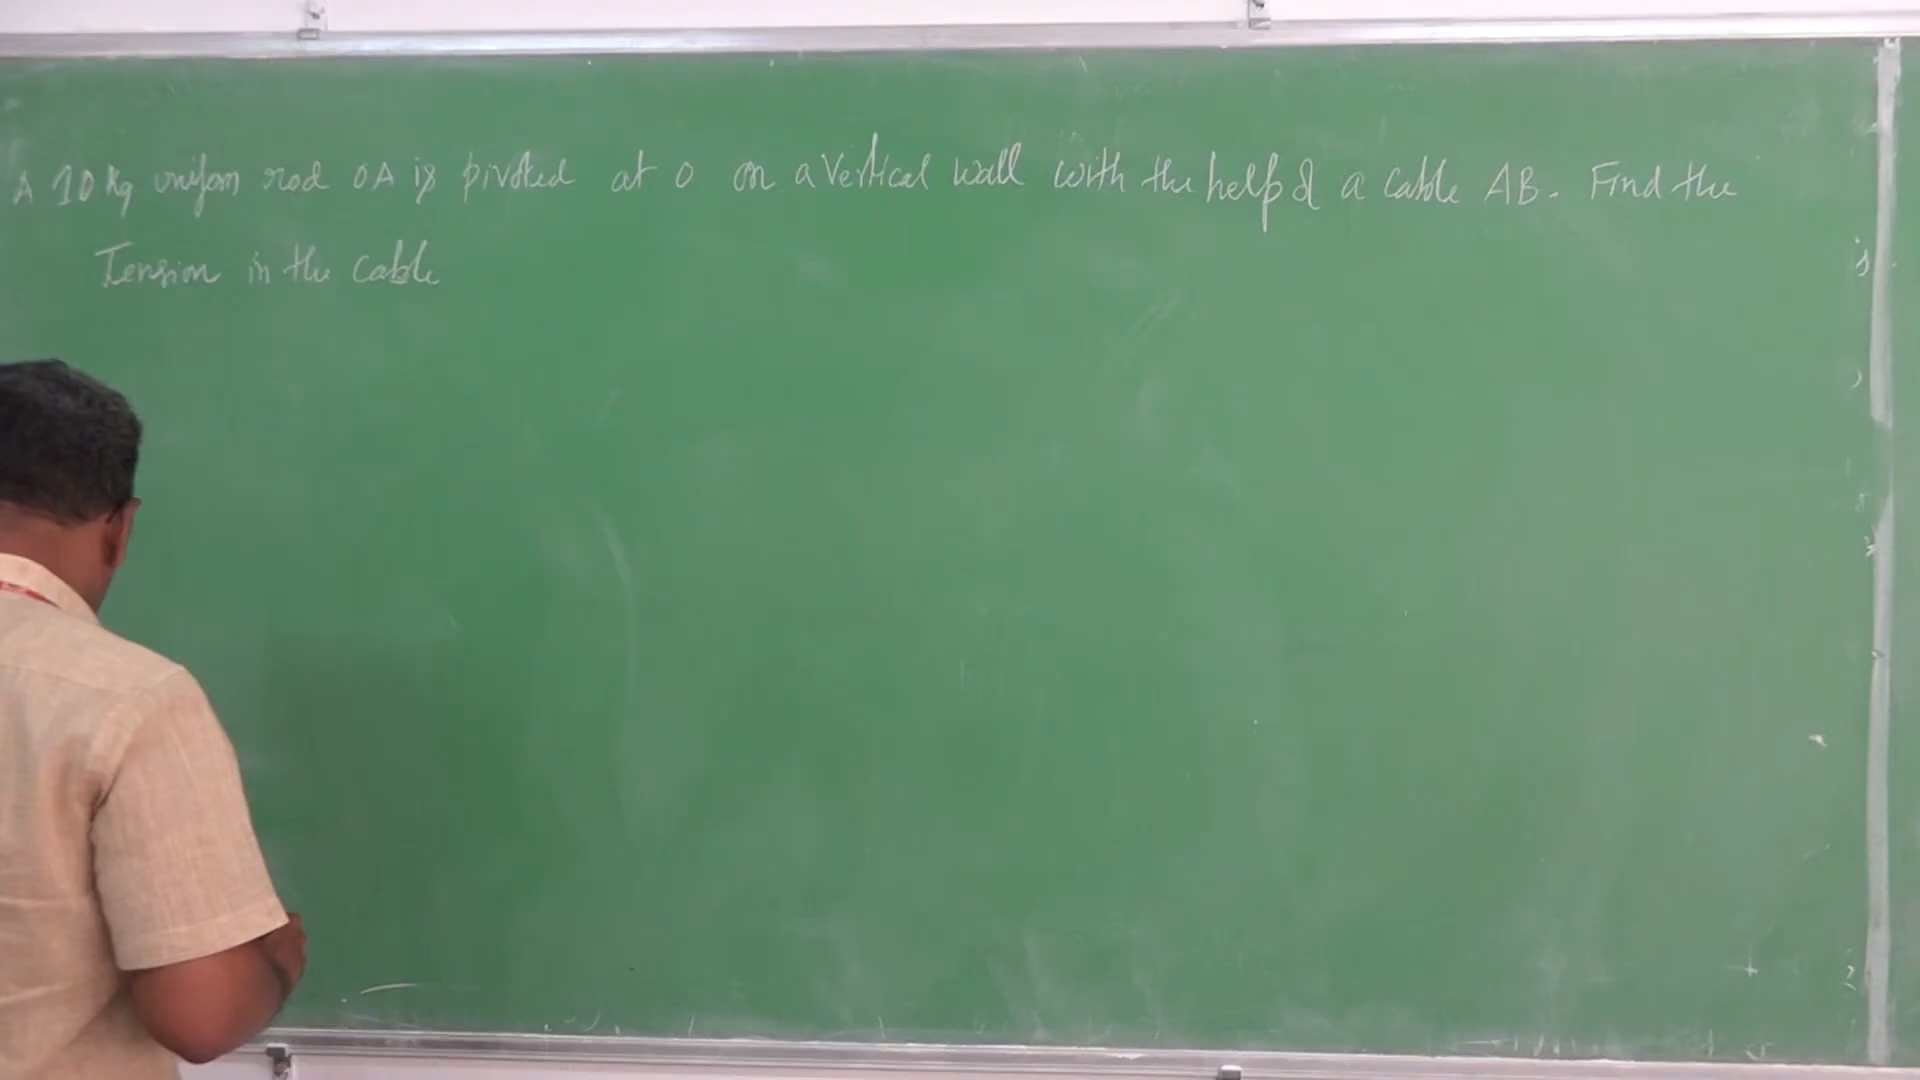 A 10 kg uniform rod OA is pivoted at O on a vertical wall with the help of a cable AB. Find the
Tension in the cable